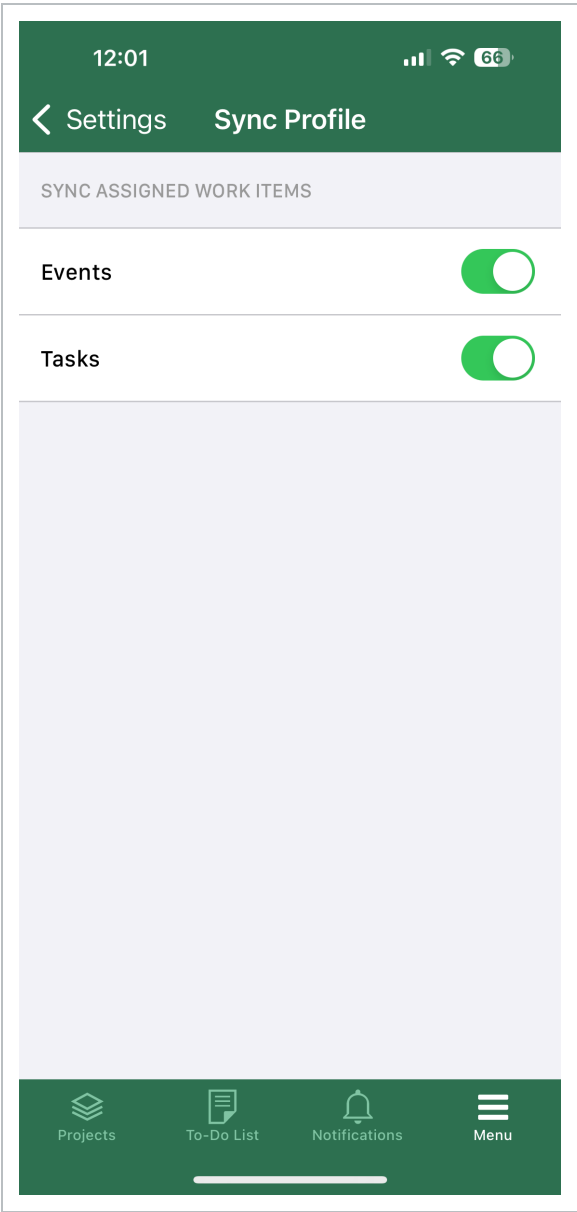 12:01 66
Settings Sync Profile
SYNC ASSIGNED WORK ITEMS
Events
Tasks
Projects To-Do List Notifications Menu